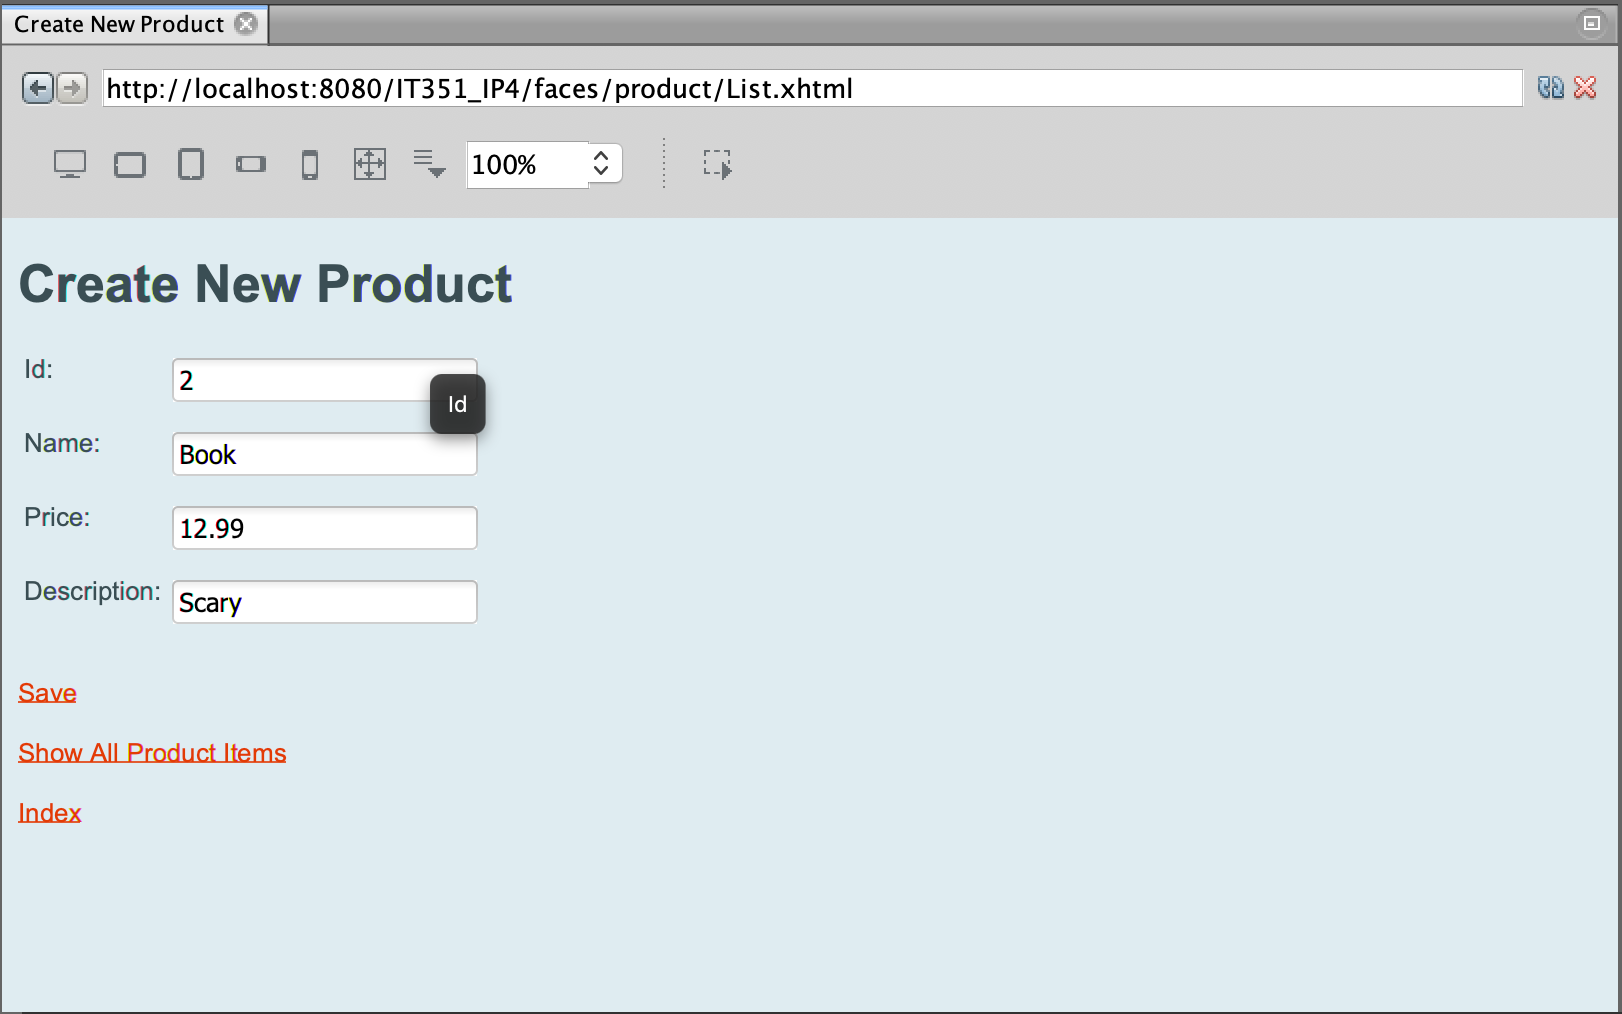 Create New Product
http://localhost:8080/IT351_IP4/faces/product/List.xhtml
100%
Create New Product
Id: 2
Id
Name: Book
Price: 12.99
Description: Scary
Save
Show All Product Items
Index